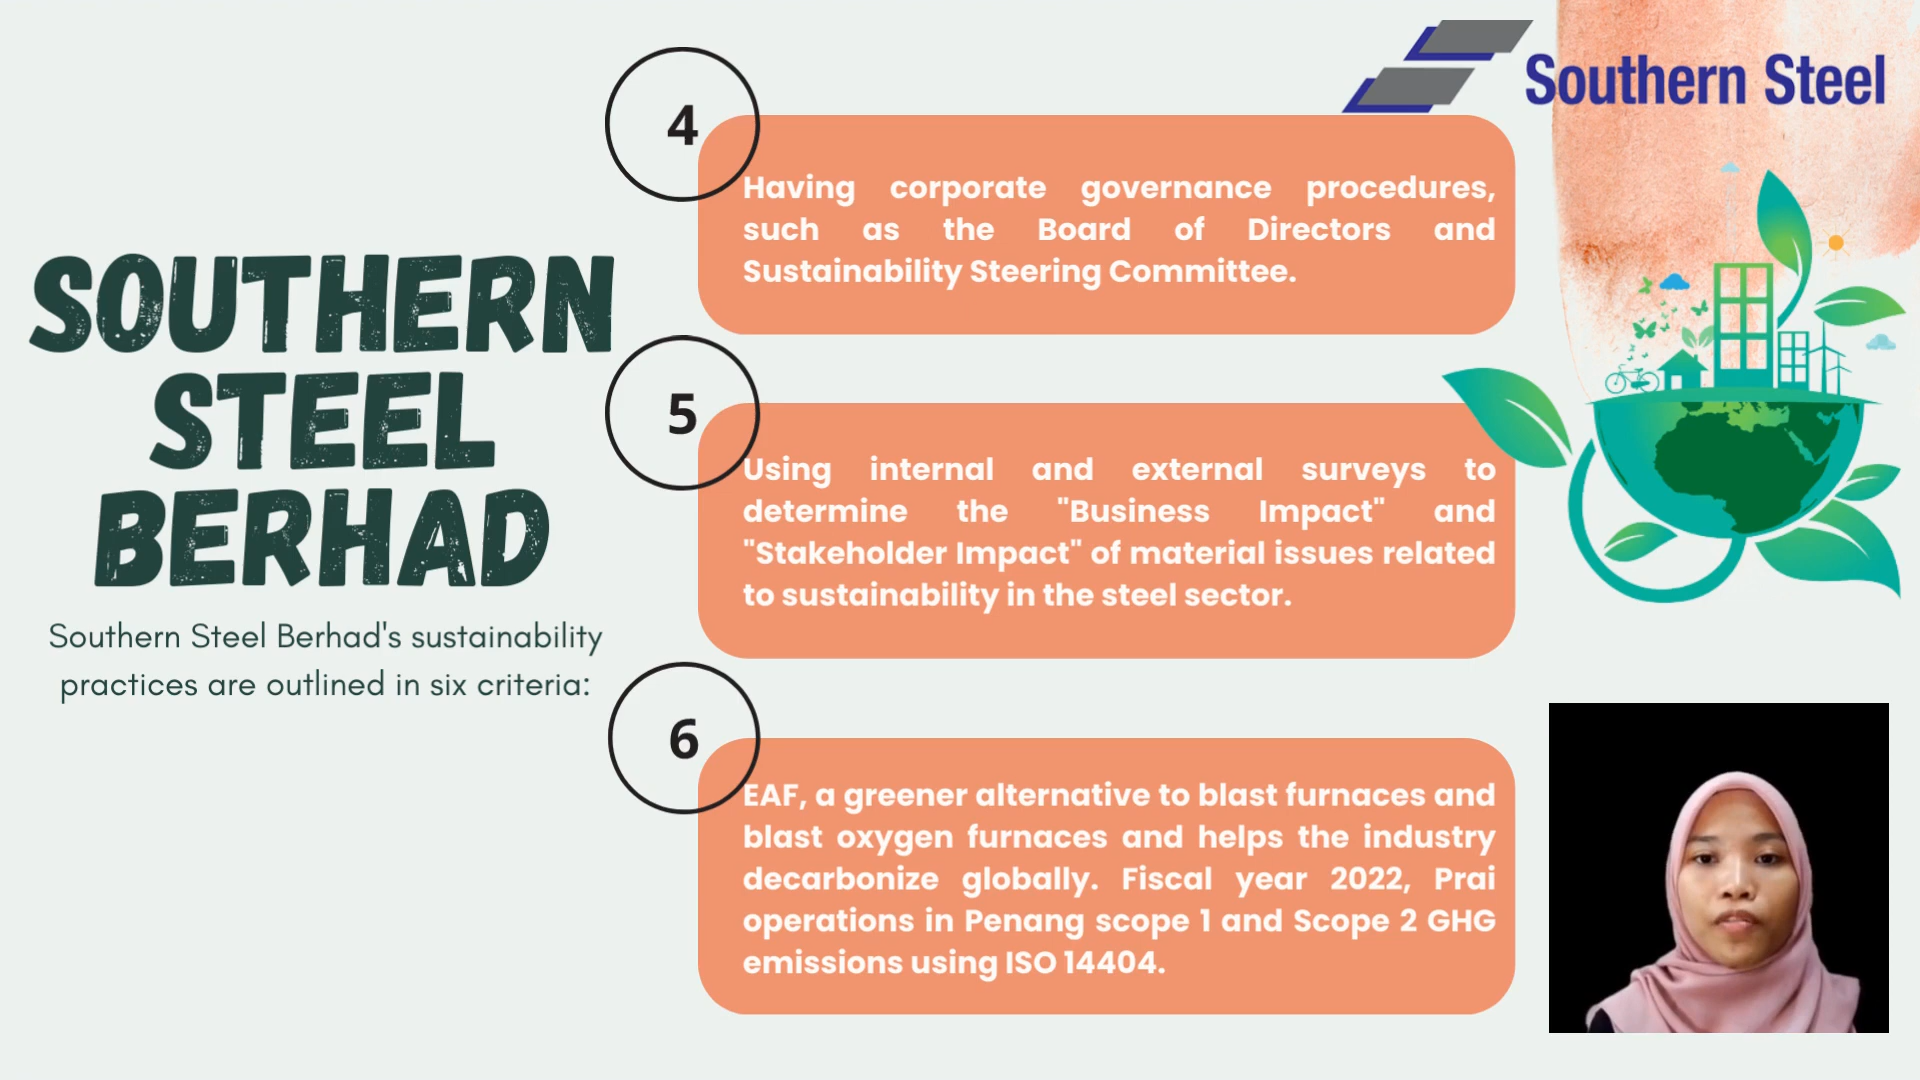 Southern Steel
SOUTHERN
STEEL
BERHAD
Southern Steel Berhad's sustainability
practices are outlined in six criteria:
4
Having corporate governance procedures,
such as the Board of Directors and
Sustainability Steering Committee.
5
Using internal and external surveys to
determine the "Business Impact" and
"Stakeholder Impact" of material issues related
to sustainability in the steel sector.
6
EAF, a greener alternative to blast furnaces and
blast oxygen furnaces and helps the industry
decarbonize globally. Fiscal year 2022, Prai
operations in Penang scope 1 and Scope 2 GHG
emissions using ISO 14404.